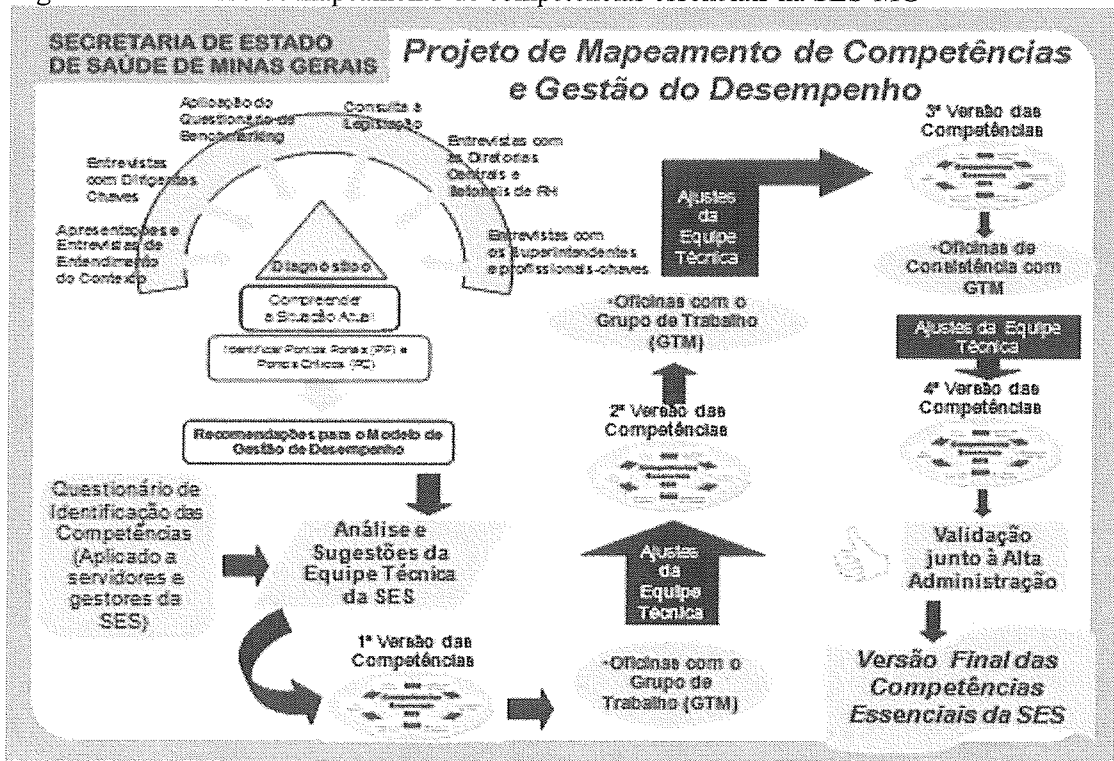 mapeamento de competências essenciais na SES-MG
SECRETARIA DE ESTADO
DE SAÚDE DE MINAS GERAIS
Projeto de Mapeamento de Competências
e Gestão do Desempenho
Aplicação do
Questionário de
Benchmarking
Consulta a
Legislação
Entrevistas
com Dirigentes
Chaves
Entrevistas com
as Diretorias
Centrais e
Setoriais de RH
Apresentações e
Entrevistas de
Entendimento
do Contexto
Entrevistas com
os Superintendentes
e profissionais-chaves
Diagnóstico
Compreender
a Situação Atual
Identificar Pontos Fortes (PF) e
Pontos Críticos (PC)
Recomendações para o Modelo de
Gestão de Desempenho
Questionário de
Identificação das
Competências
(Aplicado a
servidores e
gestores da
SES)
Análise e
Sugestões da
Equipe Técnica
da SES
1ª Versão das
Competências
•Oficinas com o
Grupo de
Trabalho (GTM)
Ajustes
da
Equipe
Técnica
2ª Versão das
Competências
•Oficinas com o
Grupo de Trabalho
(GTM)
Ajustes
da
Equipe
Técnica
3ª Versão das
Competências
•Oficinas de
Consistência com
GTM
Ajustes da Equipe
Técnica
4ª Versão das
Competências
Validação
junto à Alta
Administração
Versão Final das
Competências
Essenciais da SES